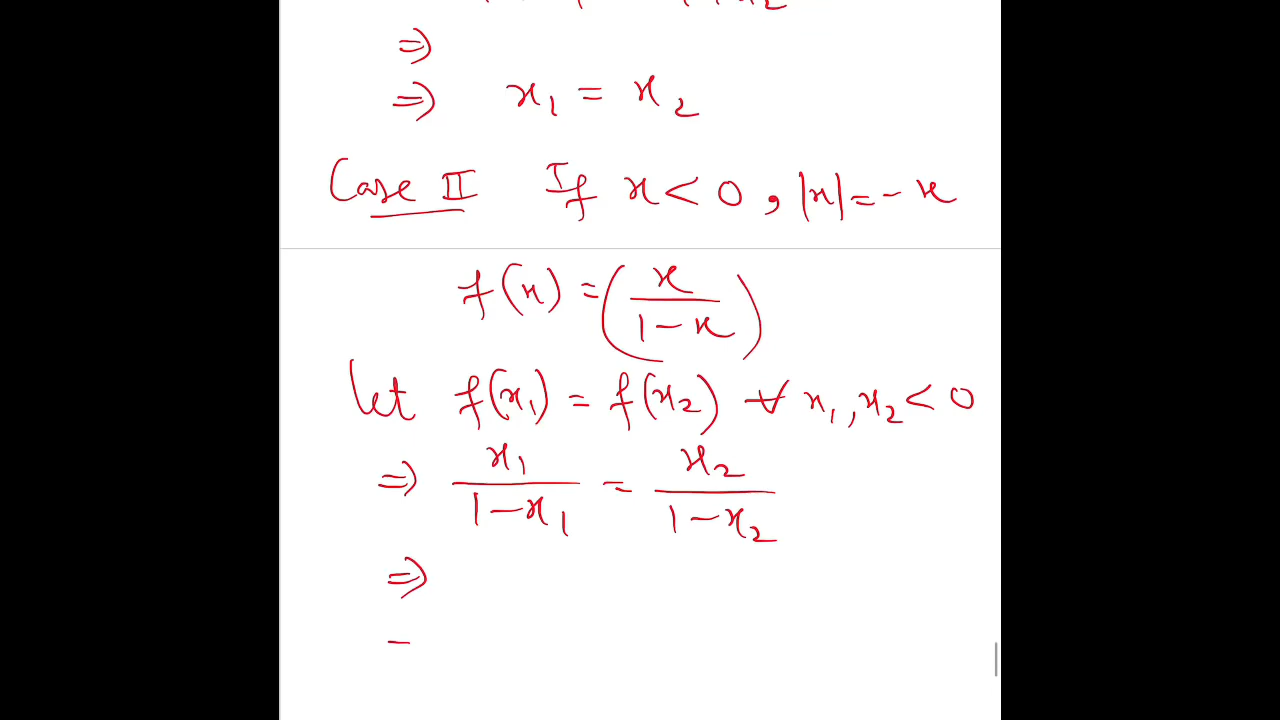 ⇒
⇒ x₁ = x₂
Case II If x < 0, |x| = -x
f(x) = (x/(1-x))
Let f(x₁) = f(x₂) ∀ x₁, x₂ < 0
⇒ x₁/(1-x₁) = x₂/(1-x₂)
⇒
–